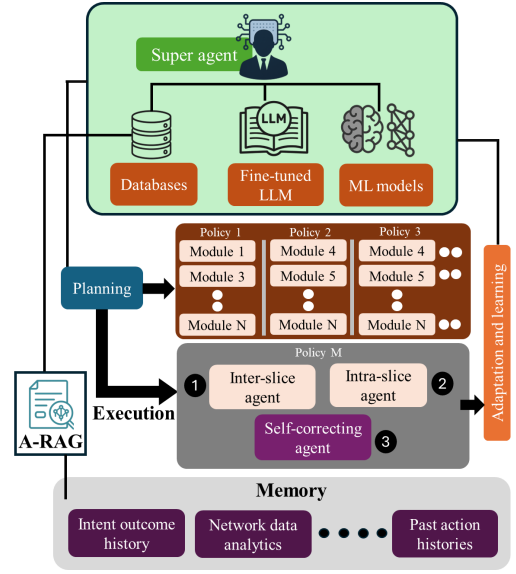 Super agent
LLM
Databases
Fine-tuned
LLM
ML models
Policy 1
Policy 2
Policy 3
Module 1
Module 4
Module 4
Module 3
Module 5
Module 5
Module N
Module N
Module N
Planning
Adaptation and learning
Policy M
1
Inter-slice
agent
Intra-slice
agent
2
Execution
Self-correcting
agent
3
A-RAG
Memory
Intent outcome
history
Network data
analytics
Past action
histories